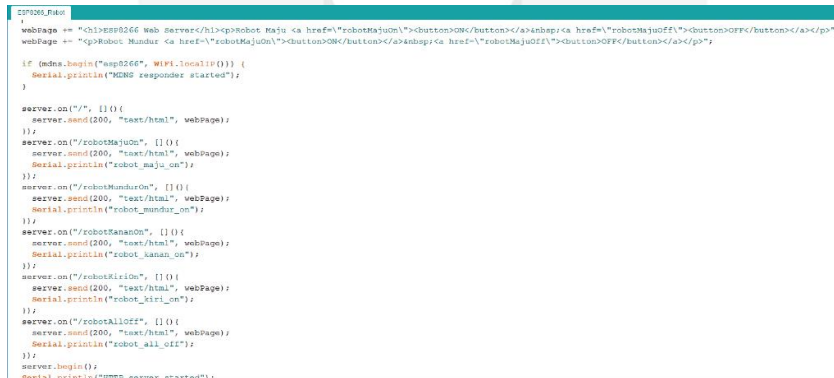 ESP8266_Robot
webPage += "<h1>ESP8266 Web Server</h1><p>Robot Maju <a href=\"robotMajuOn\"><button>ON</button></a>&nbsp;<a href=\"robotMajuOff\"><button>OFF</button></a></p>"
webPage += "<p>Robot Mundur <a href=\"robotMajuOn\"><button>ON</button></a>&nbsp;<a href=\"robotMajuOff\"><button>OFF</button></a></p>";
if (mdns.begin("esp8266", WiFi.localIP())) {
Serial.println("MDNS responder started");
}
server.on("/", [](){
server.send(200, "text/html", webPage);
});
server.on("/robotMajuOn", [](){
server.send(200, "text/html", webPage);
Serial.println("robot_maju_on");
});
server.on("/robotMundurOn", [](){
server.send(200, "text/html", webPage);
Serial.println("robot_mundur_on");
});
server.on("/robotKananOn", [](){
server.send(200, "text/html", webPage);
Serial.println("robot_kanan_on");
});
server.on("/robotKiriOn", [](){
server.send(200, "text/html", webPage);
Serial.println("robot_kiri_on");
});
server.on("/robotAllOff", [](){
server.send(200, "text/html", webPage);
Serial.println("robot_all_off");
});
server.begin();
Serial.println("HTTP server started");